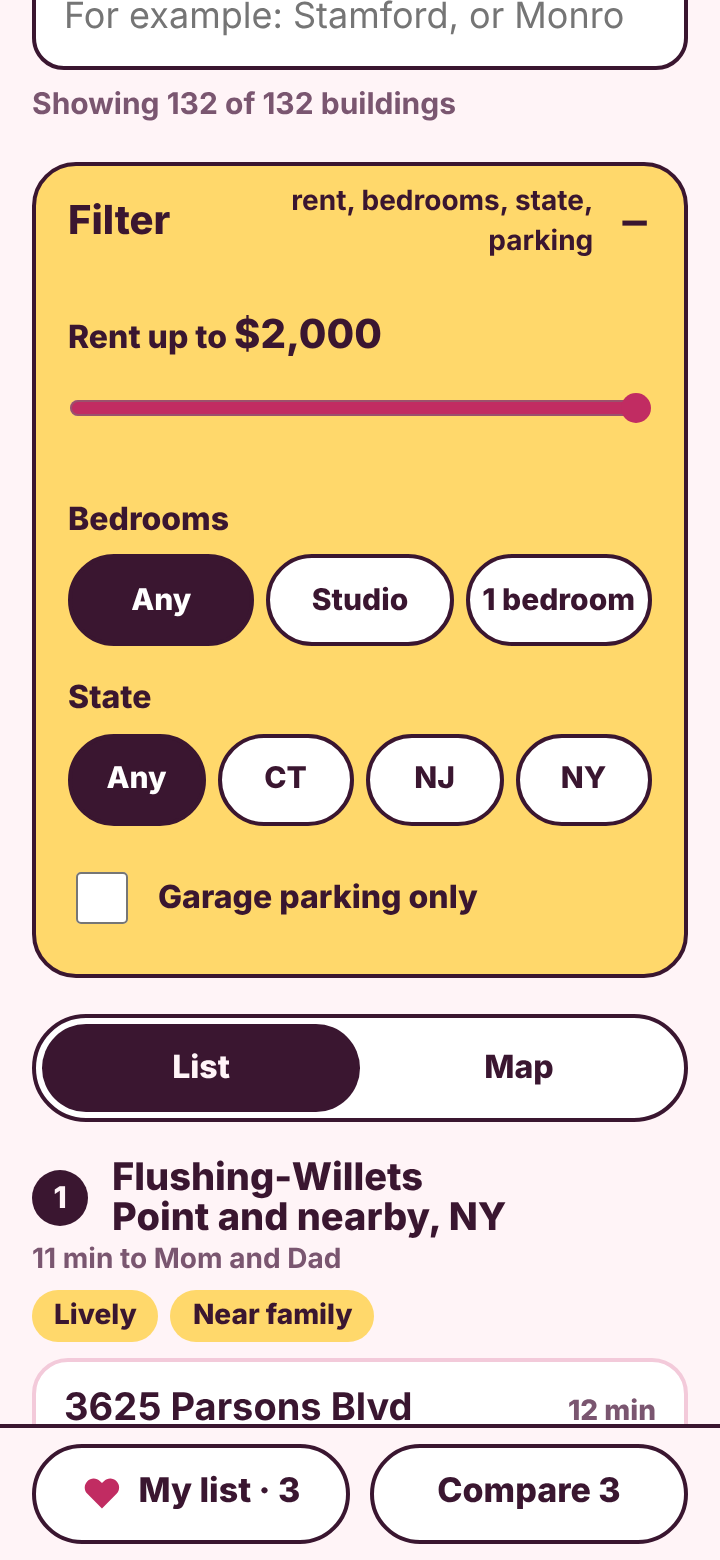 For example: Stamford, or Monro
Showing 132 of 132 buildings
Filter
rent, bedrooms, state,
parking
Rent up to $2,000
Bedrooms
Any
Studio
1 bedroom
State
Any
CT
NJ
NY
Garage parking only
List
Map
1
Flushing-Willets
Point and nearby, NY
11 min to Mom and Dad
Lively
Near family
3625 Parsons Blvd
12 min
My list · 3
Compare 3